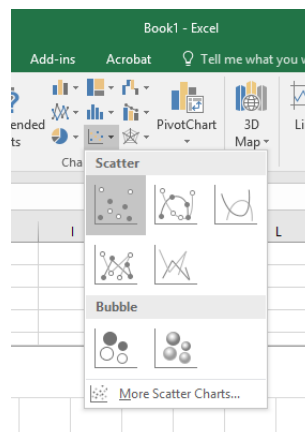 Book1 - Excel
Add-ins Acrobat Tell me what you w
ended
ts
PivotChart
3D
Map
Li
Cha
Scatter
I L
Bubble
More Scatter Charts...